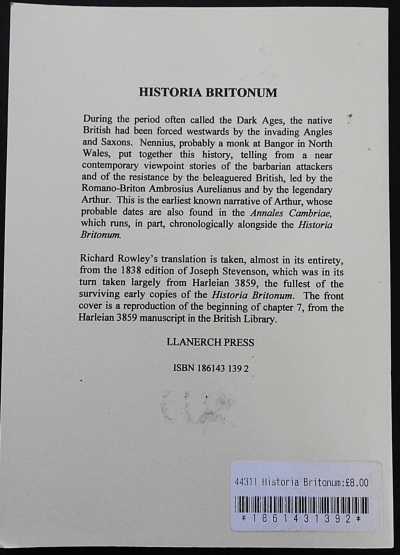 HISTORIA BRITONUM
During the period often called the Dark Ages, the native
British had been forced westwards by the invading Angles
and Saxons. Nennius, probably a monk at Bangor in North
Wales, put together this history, telling from a near
contemporary viewpoint stories of the barbarian attackers
and of the resistance by the beleaguered British, led by the
Romano-Briton Ambrosius Aurelianus and by the legendary
Arthur. This is the earliest known narrative of Arthur, whose
probable dates are also found in the Annales Cambriae,
which runs, in part, chronologically alongside the Historia
Britonum.
Richard Rowley's translation is taken, almost in its entirety,
from the 1838 edition of Joseph Stevenson, which was in its
turn taken largely from Harleian 3859, the fullest of the
surviving early copies of the Historia Britonum. The front
cover is a reproduction of the beginning of chapter 7, from the
Harleian 3859 manuscript in the British Library.
LLANERCH PRESS
ISBN 186143 139 2
44311 Historia Britonum:£8.00
*1861431392*